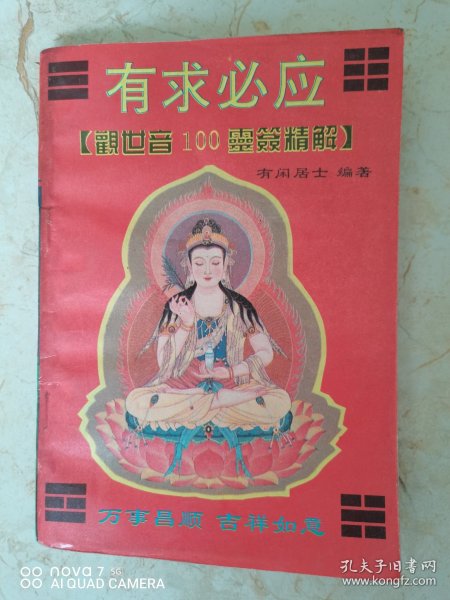 有求必应
【觀世音100靈簽精解】
有闲居士 编著
万事昌顺 吉祥如意
nova 7 5G
AI QUAD CAMERA
孔夫子旧书网
www.kongfz.com